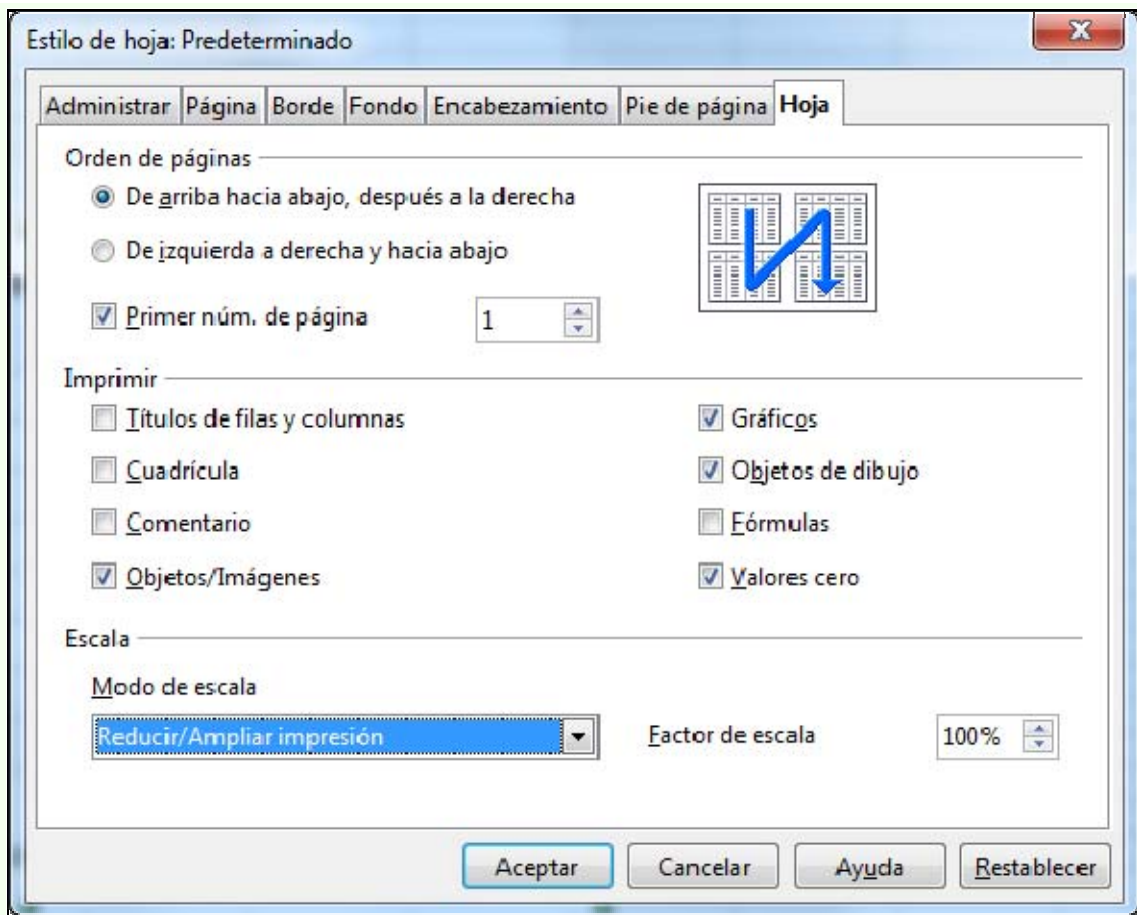 Estilo de hoja: Predeterminado
Administrar Página Borde Fondo Encabezamiento Pie de página Hoja
Orden de páginas
De arriba hacia abajo, después a la derecha
De izquierda a derecha y hacia abajo
Primer núm. de página 1
Imprimir
Títulos de filas y columnas Gráficos
Cuadrícula Objetos de dibujo
Comentario Fórmulas
Objetos/Imágenes Valores cero
Escala
Modo de escala
Reducir/Ampliar impresión Factor de escala 100%
Aceptar Cancelar Ayuda Restablecer